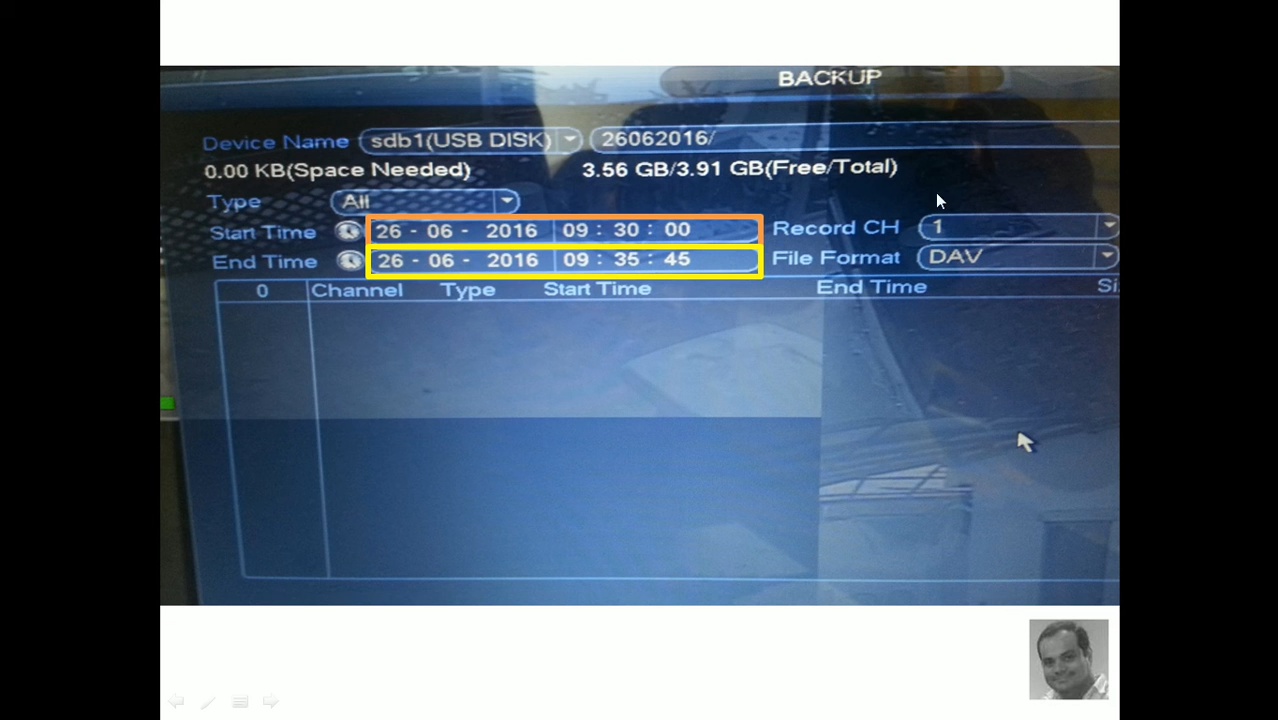 BACKUP
Device Name sdb1(USB DISK) 26062016/
0.00 KB(Space Needed) 3.56 GB/3.91 GB(Free/Total)
Type All
Start Time 26 - 06 - 2016 09 : 30 : 00 Record CH 1
End Time 26 - 06 - 2016 09 : 35 : 45 File Format DAV
0 Channel Type Start Time End Time